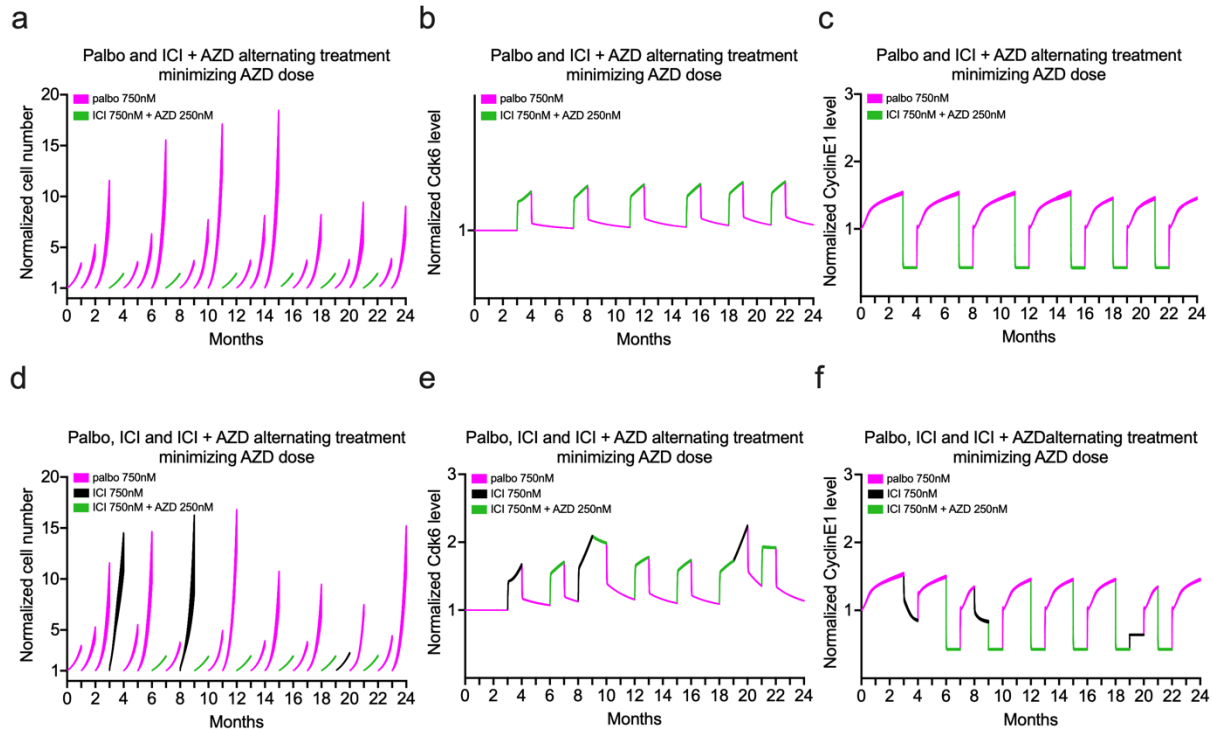 a
Palbo and ICI + AZD alternating treatment
minimizing AZD dose
palbo 750nM
ICI 750nM + AZD 250nM
Normalized cell number
20
15
10
5
1
0 2 4 6 8 10 12 14 16 18 20 22 24
Months
b
Palbo and ICI + AZD alternating treatment
minimizing AZD dose
palbo 750nM
ICI 750nM + AZD 250nM
Normalized Cdk6 level
1
0 2 4 6 8 10 12 14 16 18 20 22 24
Months
c
Palbo and ICI + AZD alternating treatment
minimizing AZD dose
palbo 750nM
ICI 750nM + AZD 250nM
Normalized CyclinE1 level
3
2
1
0 2 4 6 8 10 12 14 16 18 20 22 24
Months
d
Palbo, ICI and ICI + AZD alternating treatment
minimizing AZD dose
palbo 750nM
ICI 750nM
ICI 750nM + AZD 250nM
Normalized cell number
20
15
10
5
1
0 2 4 6 8 10 12 14 16 18 20 22 24
Months
e
Palbo, ICI and ICI + AZD alternating treatment
minimizing AZD dose
palbo 750nM
ICI 750nM
ICI 750nM + AZD 250nM
Normalized Cdk6 level
3
2
1
0 2 4 6 8 10 12 14 16 18 20 22 24
Months
f
Palbo, ICI and ICI + AZDalternating treatment
minimizing AZD dose
palbo 750nM
ICI 750nM
ICI 750nM + AZD 250nM
Normalized CyclinE1 level
3
2
1
0 2 4 6 8 10 12 14 16 18 20 22 24
Months